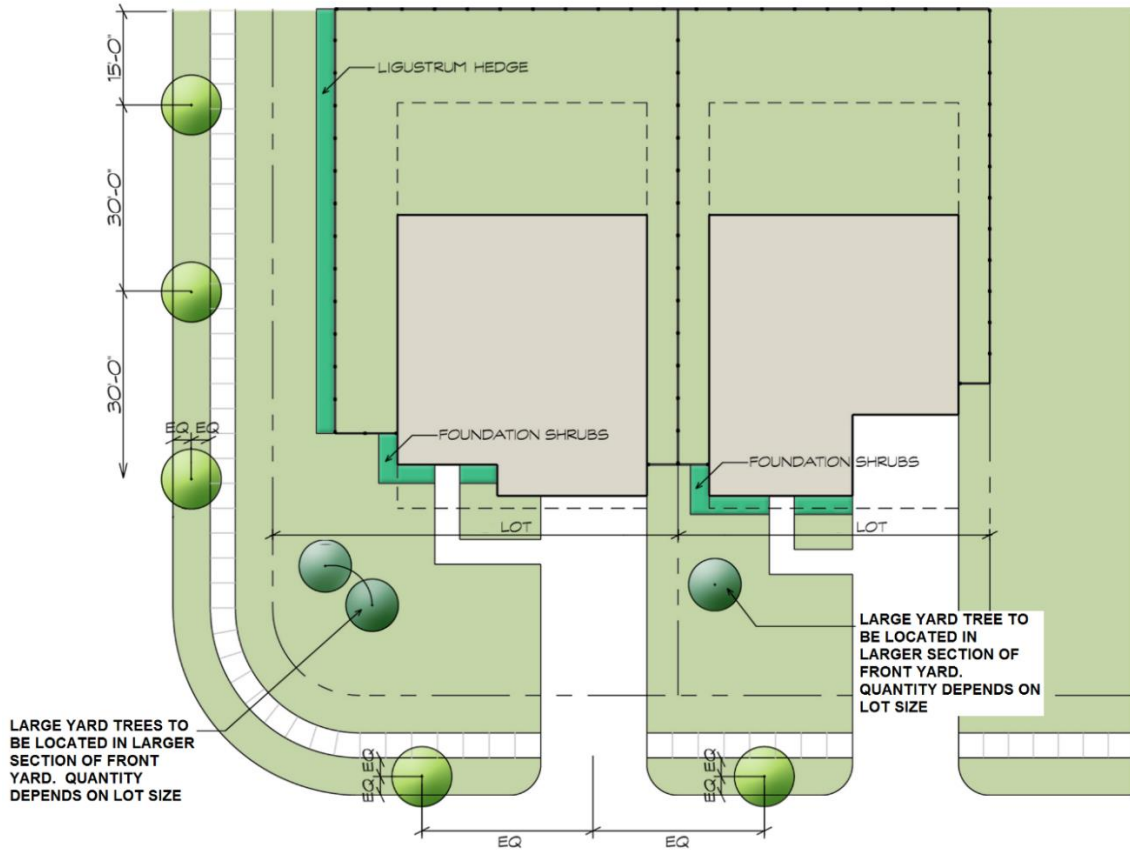 15'-0"
LIGUSTRUM HEDGE
30'-0"
30'-0"
EQ EQ
FOUNDATION SHRUBS
FOUNDATION SHRUBS
LOT
LOT
LARGE YARD TREE TO
BE LOCATED IN
LARGER SECTION OF
FRONT YARD.
QUANTITY DEPENDS ON
LOT SIZE
LARGE YARD TREES TO
BE LOCATED IN LARGER
SECTION OF FRONT
YARD. QUANTITY
DEPENDS ON LOT SIZE
EQ EQ
EQ EQ
EQ
EQ